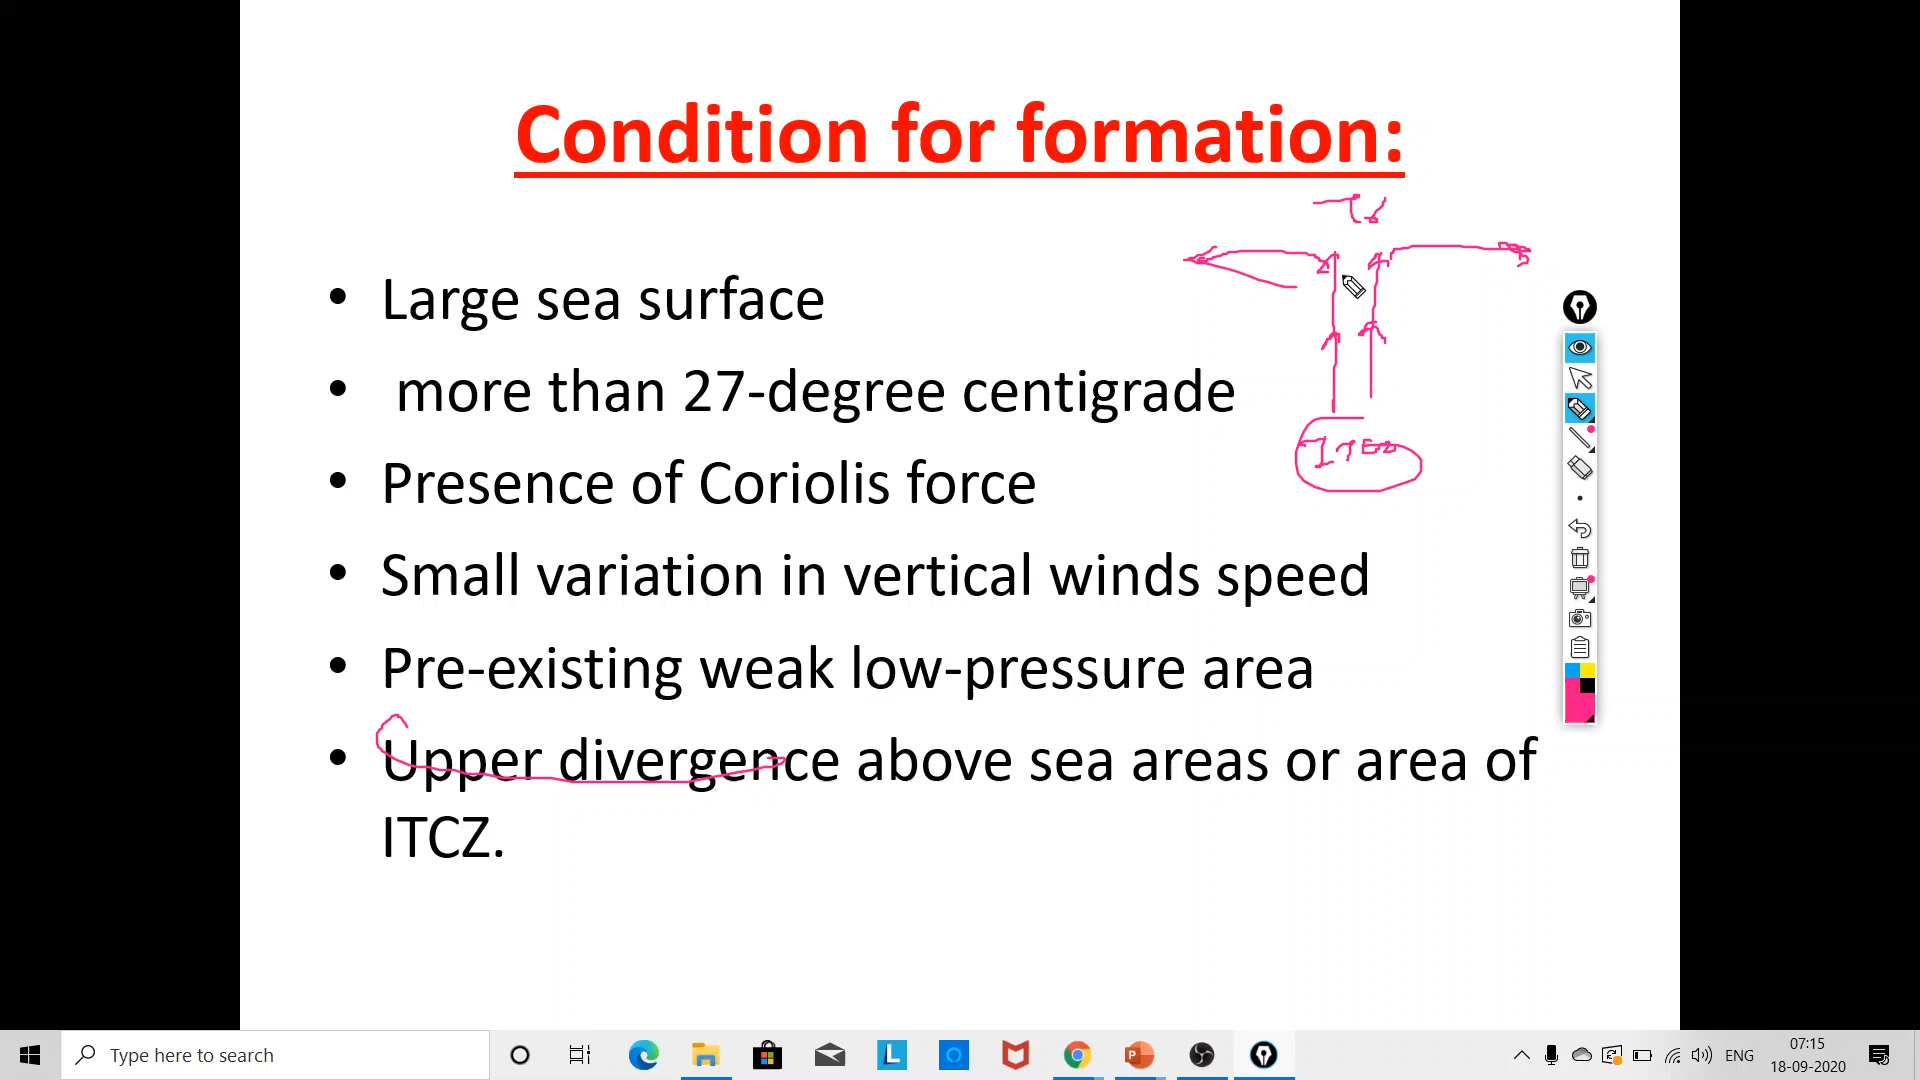 Condition for formation:
Ts
• Large sea surface
• more than 27-degree centigrade
• Presence of Coriolis force
• Small variation in vertical winds speed
• Pre-existing weak low-pressure area
• Upper divergence above sea areas or area of
ITCZ.
Type here to search
L
P
ENG
07:15
18-09-2020